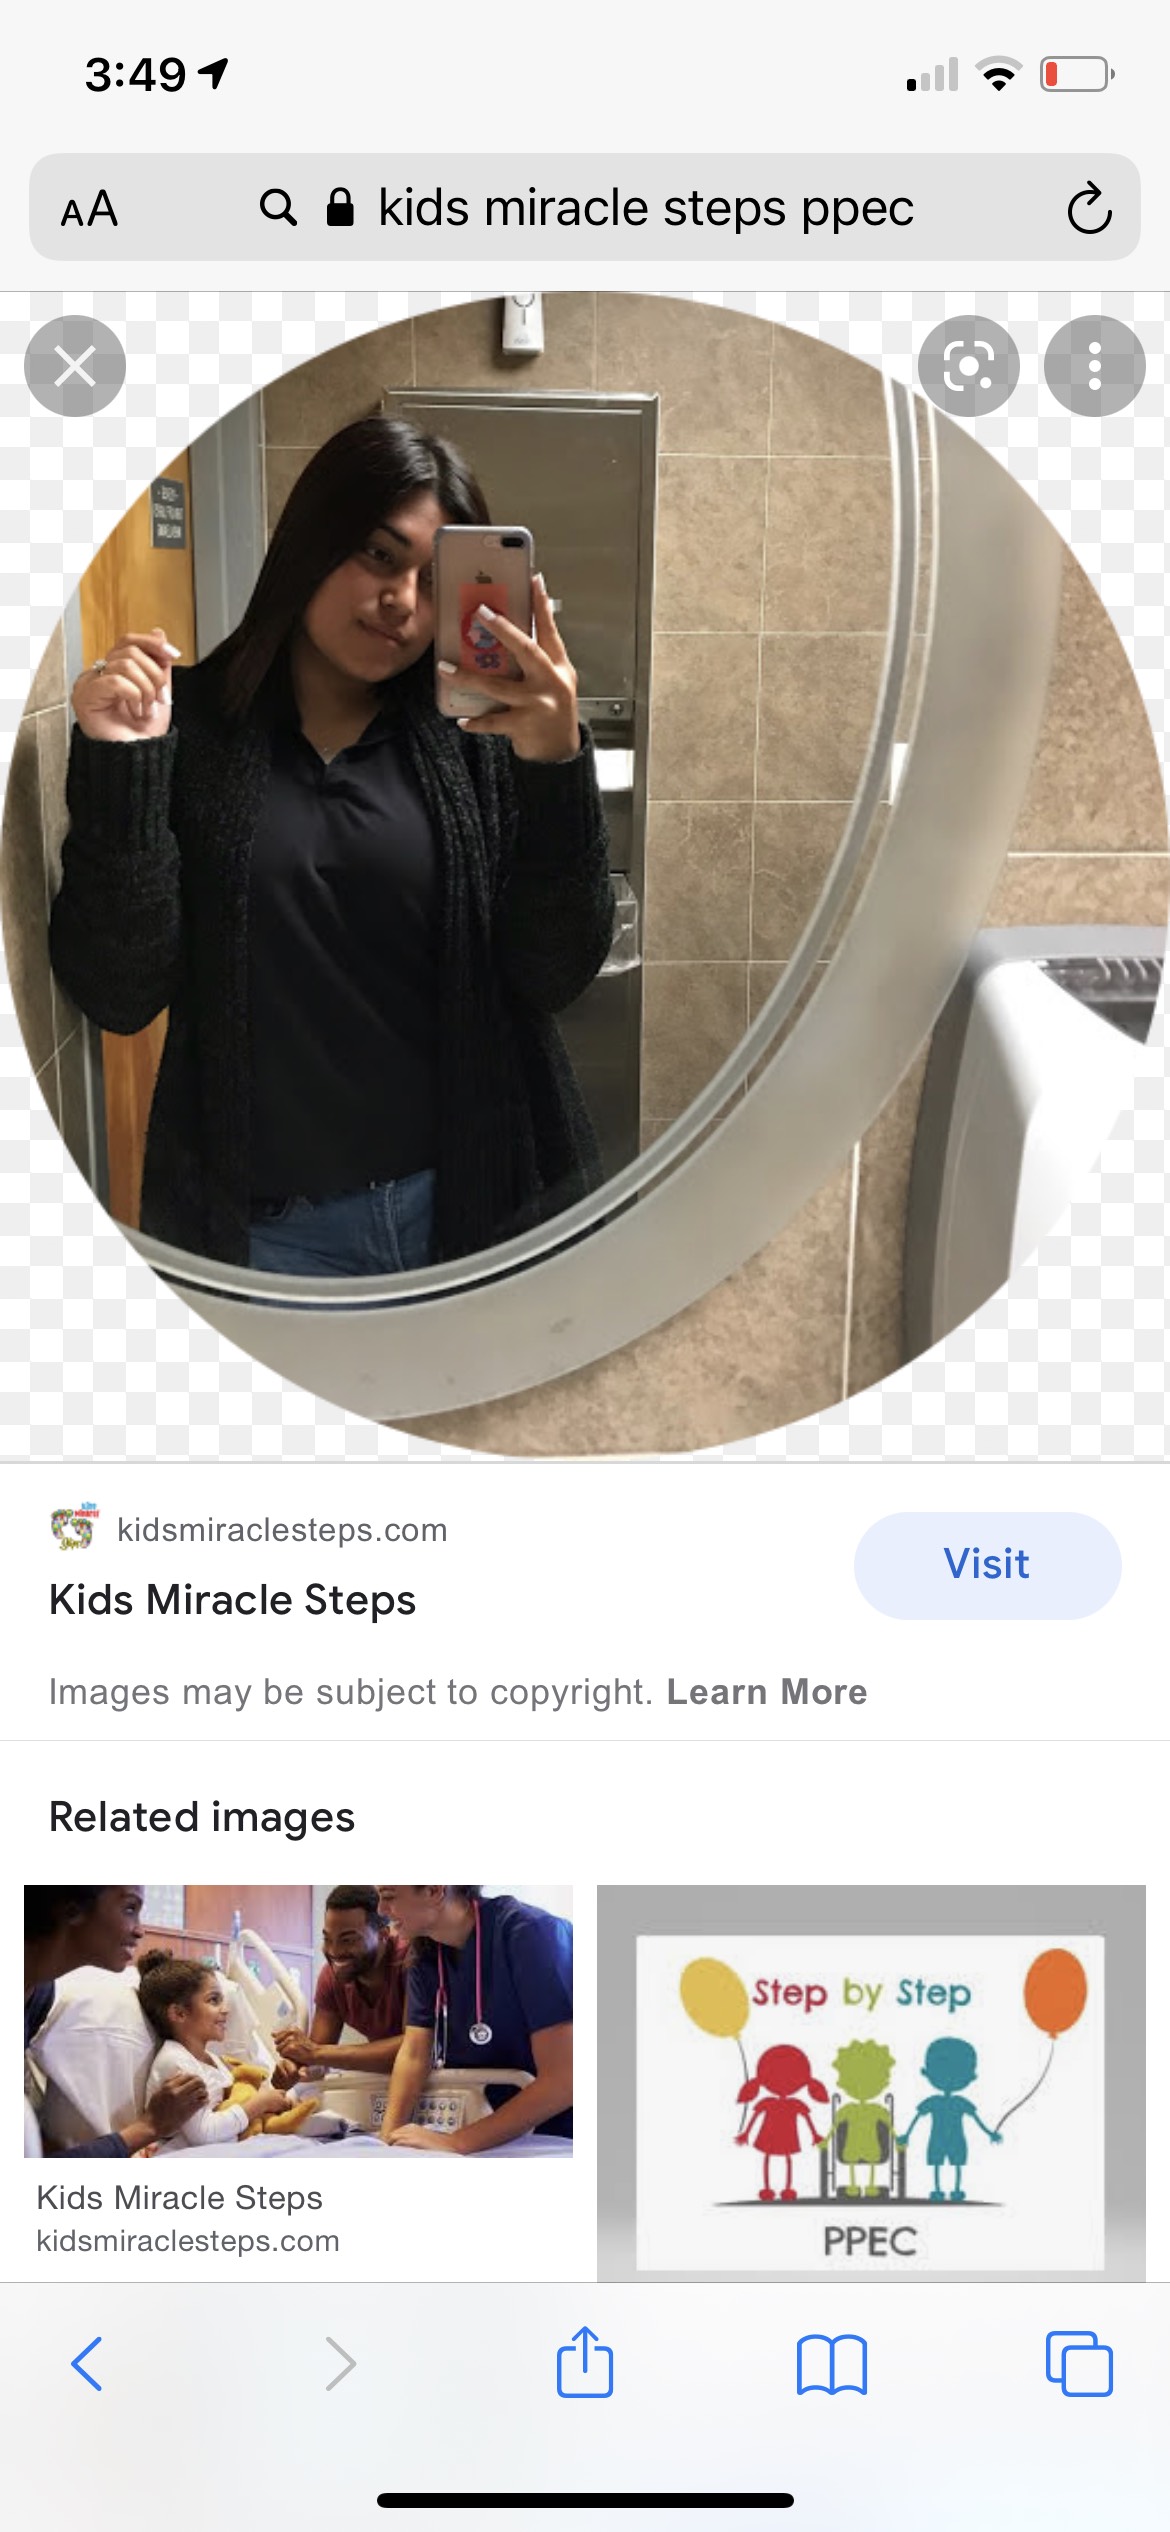 3:49
AA kids miracle steps ppec
kidsmiraclesteps.com
Kids Miracle Steps
Visit
Images may be subject to copyright. Learn More
Related images
Kids Miracle Steps
kidsmiraclesteps.com
Step by Step
PPEC